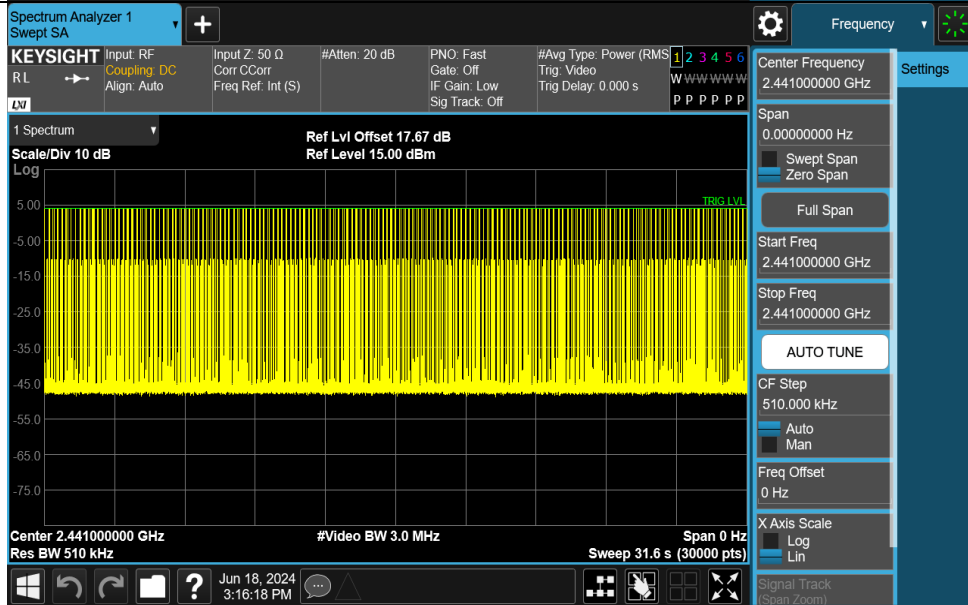 Spectrum Analyzer 1
Swept SA
Frequency
KEYSIGHT
RL
LXI
Input: RF
Coupling: DC
Align: Auto
Input Z: 50 Ω
Corr CCorr
Freq Ref: Int (S)
#Atten: 20 dB
PNO: Fast
Gate: Off
IF Gain: Low
Sig Track: Off
#Avg Type: Power (RMS
Trig: Video
Trig Delay: 0.000 s
1 2 3 4 5 6
W W W W W W
P P P P P P
Center Frequency
2.441000000 GHz
Settings
Span
0.00000000 Hz
Swept Span
Zero Span
Full Span
Start Freq
2.441000000 GHz
Stop Freq
2.441000000 GHz
AUTO TUNE
CF Step
510.000 kHz
Auto
Man
Freq Offset
0 Hz
X Axis Scale
Log
Lin
Signal Track
(Span Zoom)
1 Spectrum
Scale/Div 10 dB
Log
Ref Lvl Offset 17.67 dB
Ref Level 15.00 dBm
TRIG LVL
5.00
-5.00
-15.0
-25.0
-35.0
-45.0
-55.0
-65.0
-75.0
Center 2.441000000 GHz
#Video BW 3.0 MHz
Span 0 Hz
Res BW 510 kHz
Sweep 31.6 s (30000 pts)
?
Jun 18, 2024
3:16:18 PM